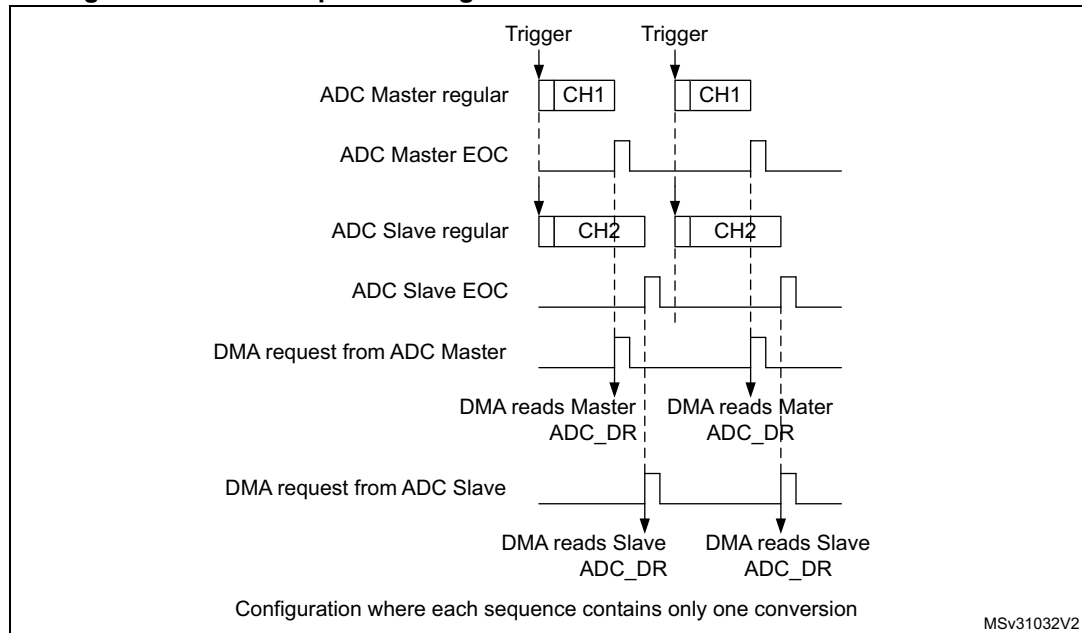 Trigger Trigger
ADC Master regular CH1 CH1
ADC Master EOC
ADC Slave regular CH2 CH2
ADC Slave EOC
DMA request from ADC Master
DMA reads Master DMA reads Mater
ADC_DR ADC_DR
DMA request from ADC Slave
DMA reads Slave DMA reads Slave
ADC_DR ADC_DR
Configuration where each sequence contains only one conversion
MSv31032V2